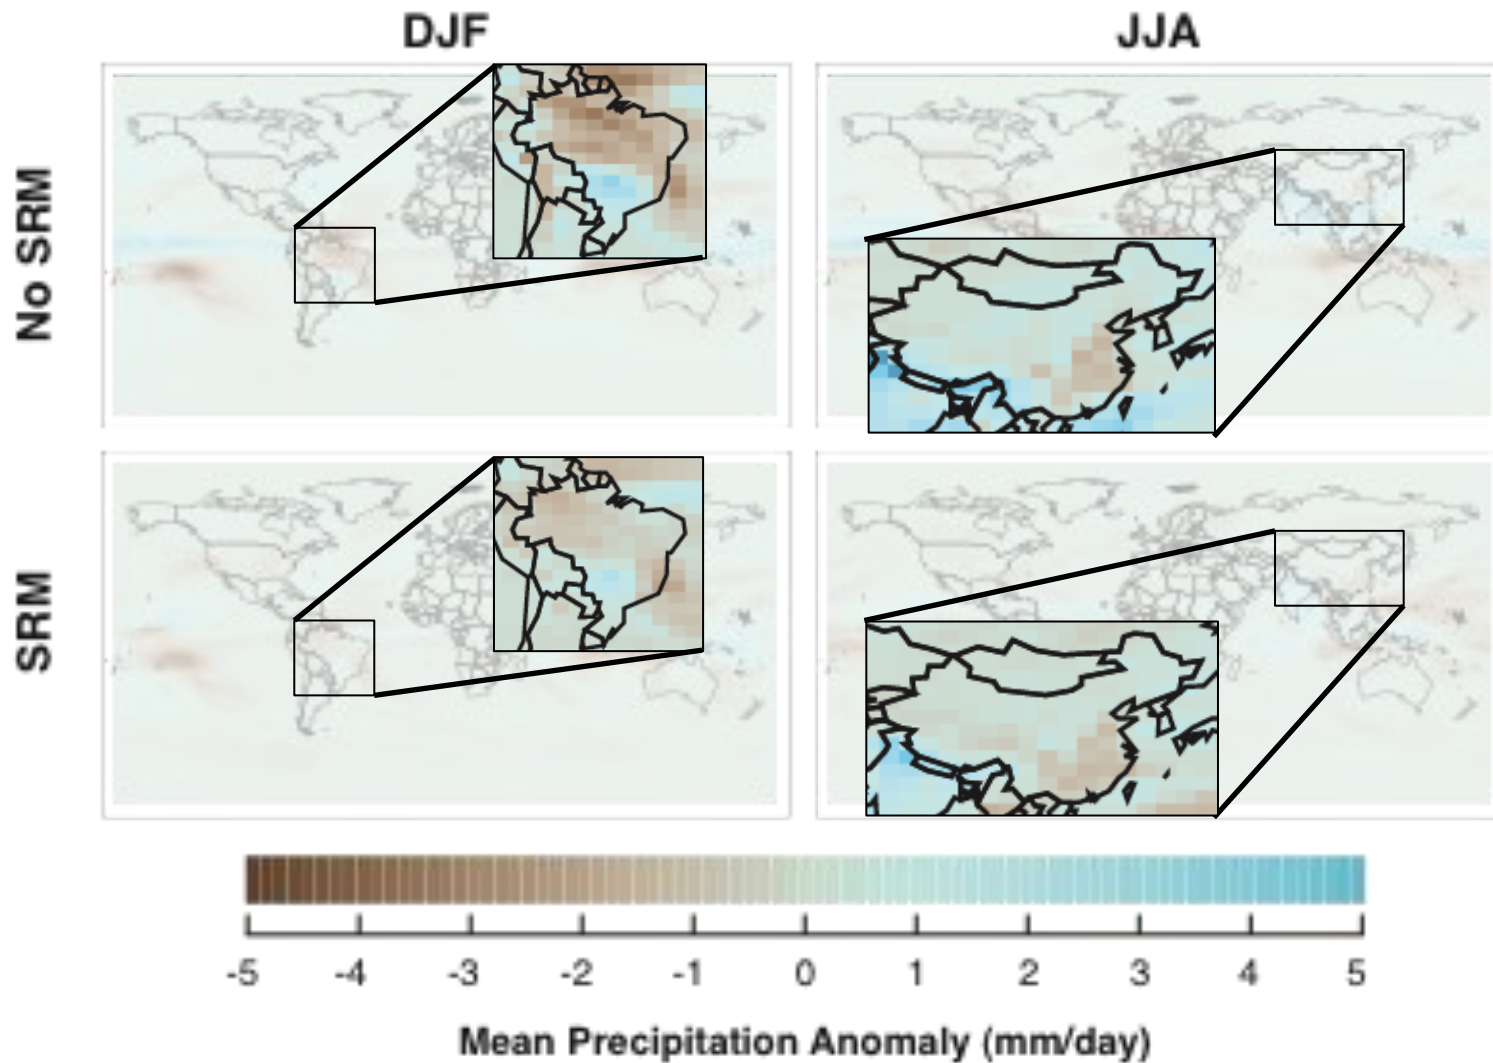 DJF
JJA
No SRM
SRM
-5 -4 -3 -2 -1 0 1 2 3 4 5
Mean Precipitation Anomaly (mm/day)